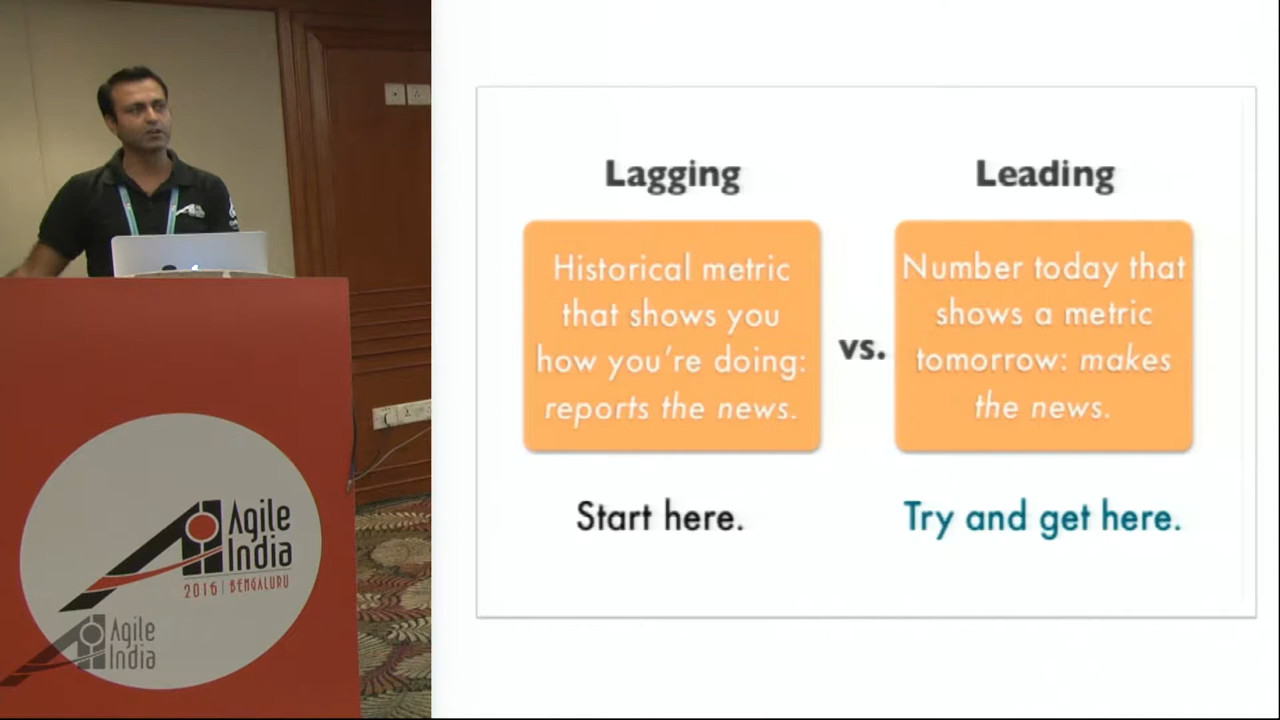 Lagging
Historical metric
that shows you
how you're doing:
reports the news.
Start here.
vs.
Leading
Number today that
shows a metric
tomorrow: makes
the news.
Try and get here.
Agile
India
2016 | BENGALURU
Agile
India